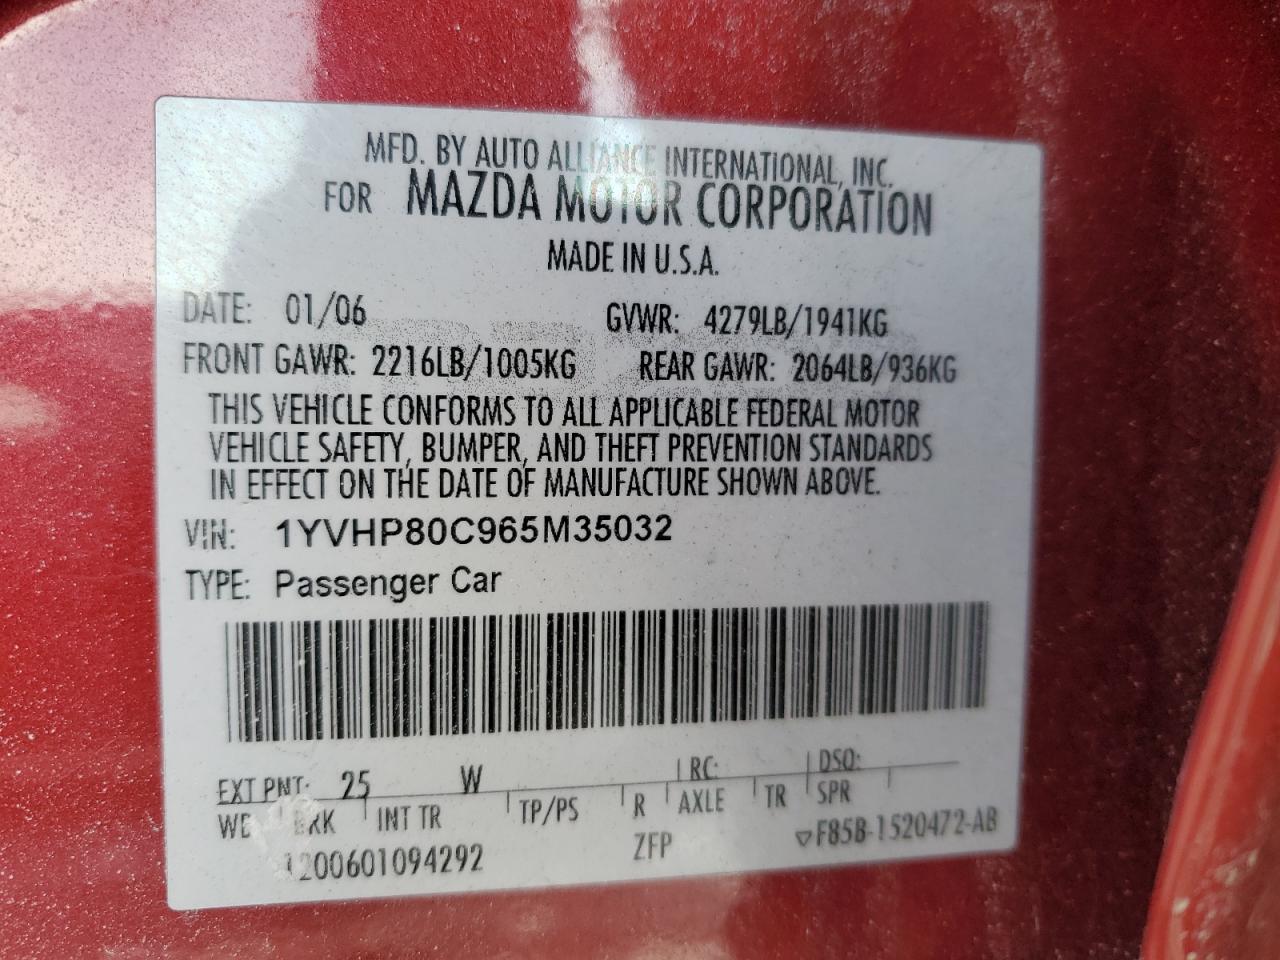 MFD. BY AUTO ALLIANCE INTERNATIONAL, INC.
FOR MAZDA MOTOR CORPORATION
MADE IN U.S.A.
DATE: 01/06 GVWR: 4279LB/1941KG
FRONT GAWR: 2216LB/1005KG REAR GAWR: 2064LB/936KG
THIS VEHICLE CONFORMS TO ALL APPLICABLE FEDERAL MOTOR
VEHICLE SAFETY, BUMPER, AND THEFT PREVENTION STANDARDS
IN EFFECT ON THE DATE OF MANUFACTURE SHOWN ABOVE.
VIN: 1YVHP80C965M35032
TYPE: Passenger Car
EXT PNT: 25 W RC: DSO:
BRK INT TR TP/PS R AXLE TR SPR
1200601094292 ZFP F85B-1520472-AB